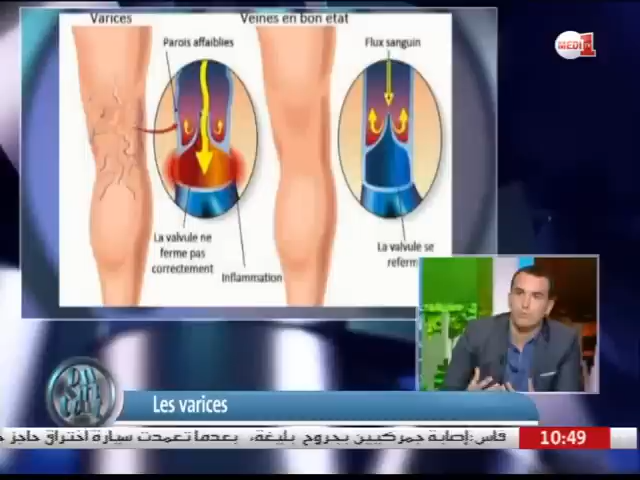 Varices
Veines en bon etat
Parois affaiblies
Flux sanguin
MEDI1
La valvule ne
ferme pas
correctement
Inflammation
La valvule se
referm
Les varices
فاس:إصابة جمركيين بجروح بليغة، بعدما تعمدت سيارة اختراق حاجز
10:49